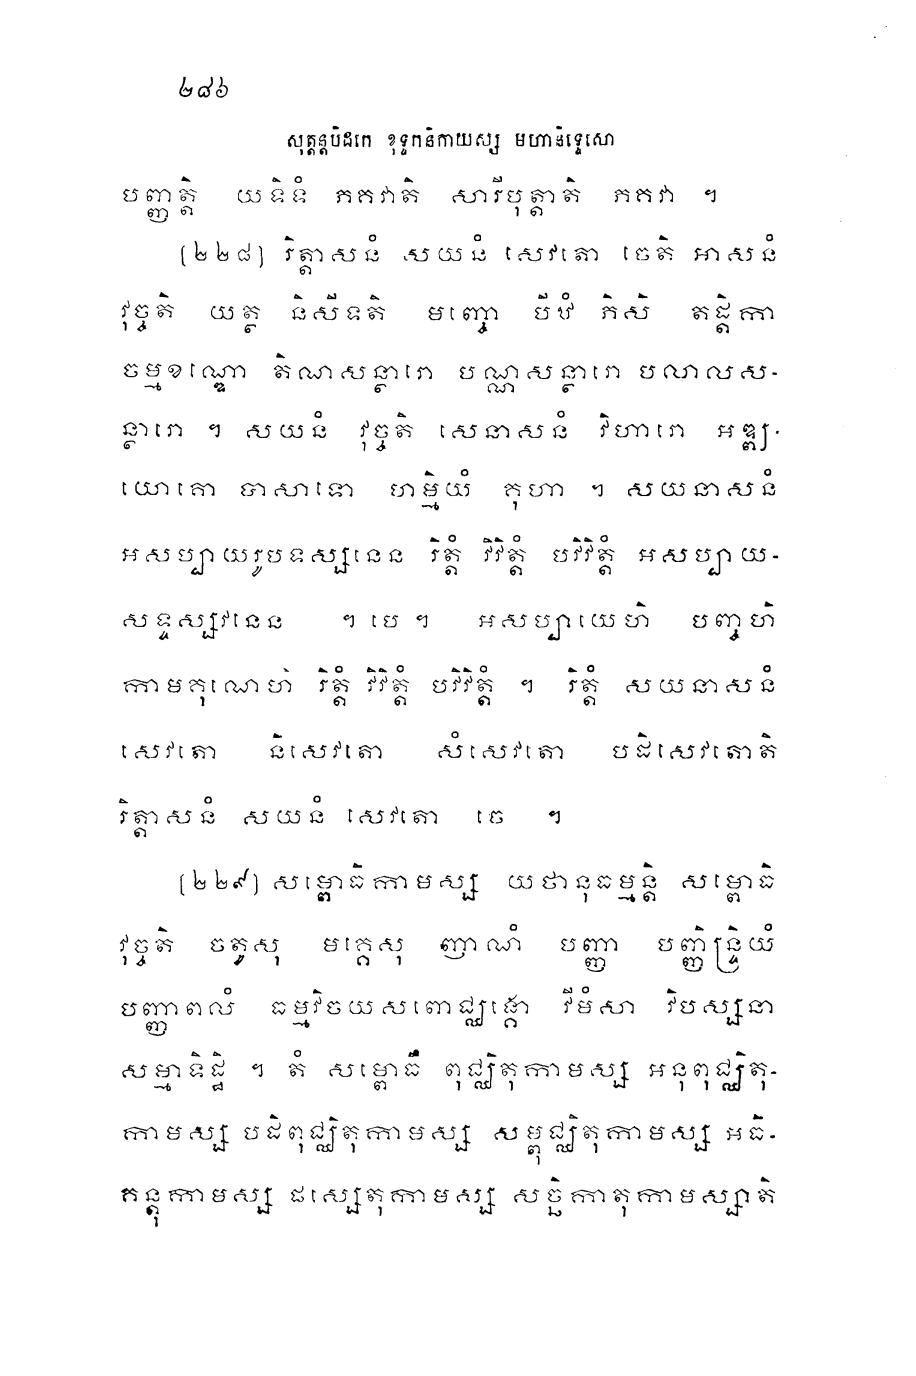 ២៨៦
សុត្តន្តបិដកេ ខុទ្ទកនិកាយស្ស មហានិទ្ទេសោ
បញ្ញត្តិ យទិទំ ភគវាតិ សារីបុត្តាតិ ភគវា ។
(២២៨) រិត្តាសនំ សយនំ សេវតោ ចេតិ អាសនំ
វុច្ចតិ យត្ថ និសីទតិ មញ្ចោ បីឋំ ភិសិ តដ្ដិកា
ចម្មខណ្ឌោ តិណសន្ថារោ បណ្ណសន្ថារោ បលាលស-
ន្ថារោ ។ សយនំ វុច្ចតិ សេនាសនំ វិហារោ អឌ្ឍ-
យោគោ បាសាទោ ហម្មិយំ គុហា ។ សយនាសនំ
អសប្បាយរូបទស្សនេន រិត្តំ វិវិត្តំ បវិវិត្តំ អសប្បាយ-
សទ្ទស្សវនេន ។ បេ ។ អសប្បាយេហិ បញ្ចហិ
កាមគុណេហិ រិត្តំ វិវិត្តំ បវិវិត្តំ ។ រិត្តំ សយនាសនំ
សេវតោ និសេវតោ សំសេវតោ បដិសេវតោតិ
រិត្តាសនំ សយនំ សេវតោ ចេ ។
(២២៩) សម្ពោធិកាមស្ស យថានុធម្មន្តិ សម្ពោធិ
វុច្ចតិ ចតូសុ មគ្គេសុ ញាណំ បញ្ញា បញ្ញិន្ទ្រិយំ
បញ្ញាពលំ ធម្មវិចយសពោជ្ឈង្គោ វីមំសា វិបស្សនា
សម្មាទិដ្ឋិ ។ តំ សម្ពោធឹ ពុជ្ឈិតុកាមស្ស អនុពុជ្ឈិតុ-
កាមស្ស បដិពុជ្ឈិតុកាមស្ស សម្ពុជ្ឈិតុកាមស្ស អធិ-
គន្តុកាមស្ស ផស្សេតុកាមស្ស សច្ឆិកាតុកាមស្សាតិ